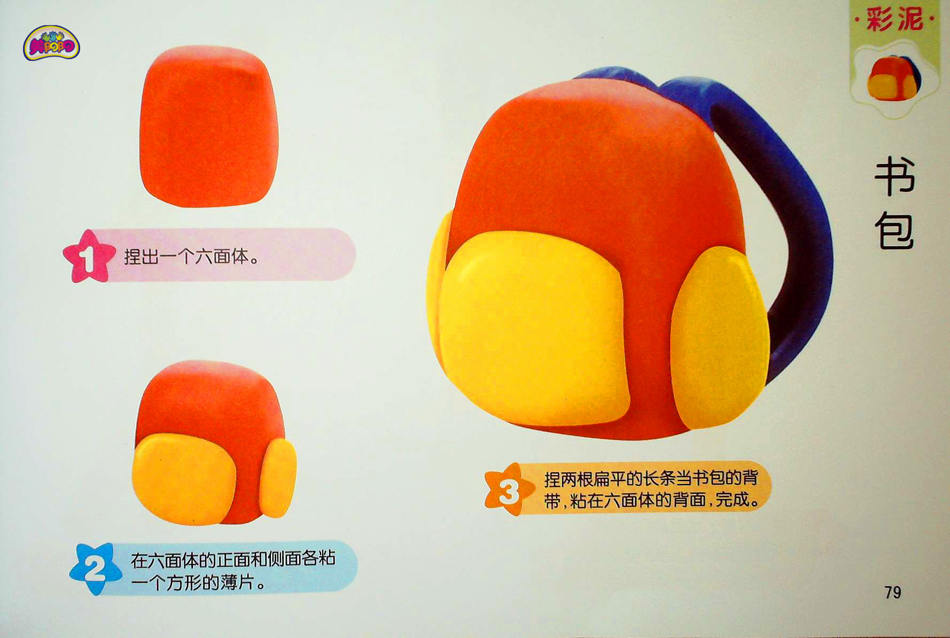 MPOPO
·彩泥·
书包
1
捏出一个六面体。
2
在六面体的正面和侧面各粘
一个方形的薄片。
3
捏两根扁平的长条当书包的背
带,粘在六面体的背面,完成。
79